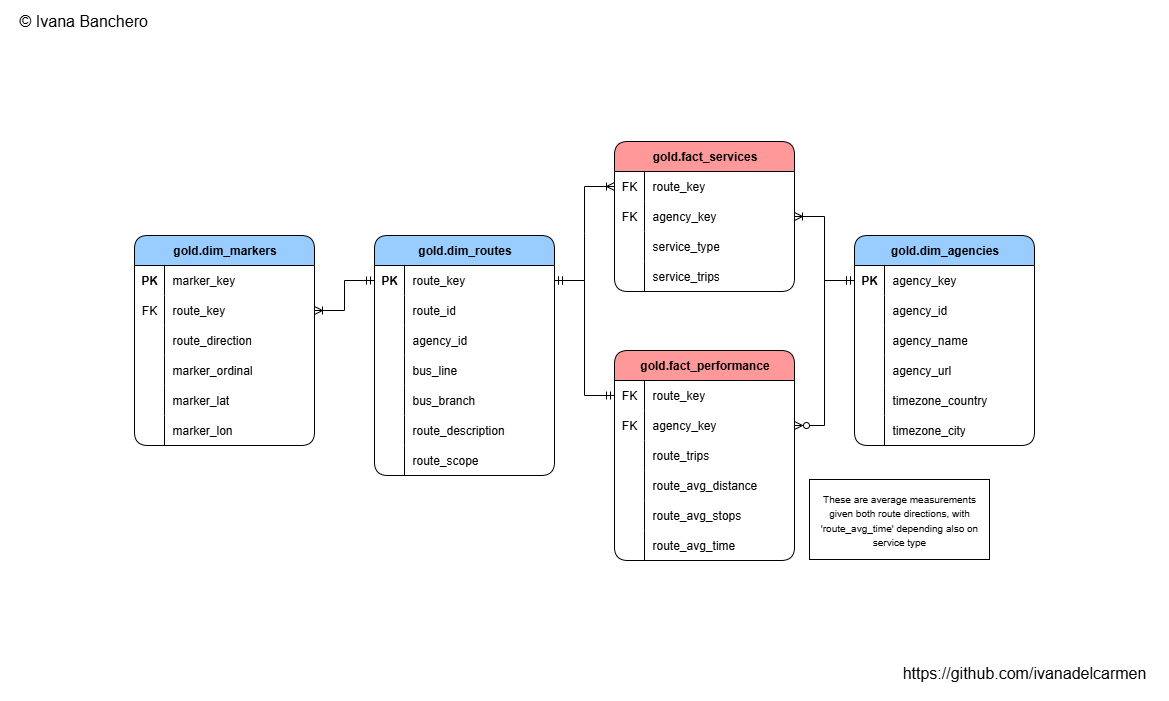 © Ivana Banchero
gold.fact_services
FK route_key
FK agency_key
service_type
service_trips
gold.dim_markers
PK marker_key
FK route_key
route_direction
marker_ordinal
marker_lat
marker_lon
gold.dim_routes
PK route_key
route_id
agency_id
bus_line
bus_branch
route_description
route_scope
gold.fact_performance
FK route_key
FK agency_key
route_trips
route_avg_distance
route_avg_stops
route_avg_time
gold.dim_agencies
PK agency_key
agency_id
agency_name
agency_url
timezone_country
timezone_city
These are average measurements
given both route directions, with
'route_avg_time' depending also on
service type
https://github.com/ivanadelcarmen